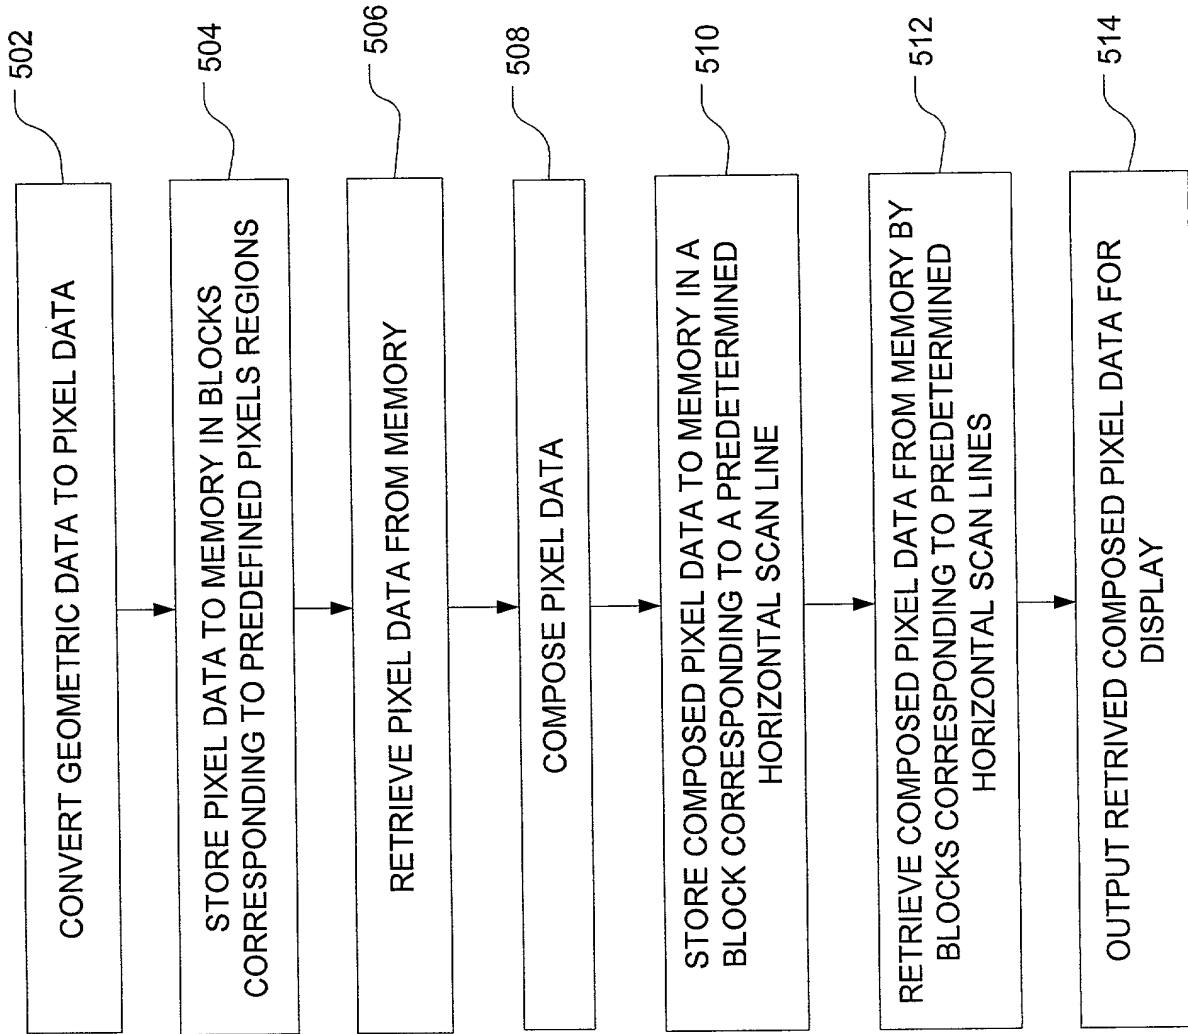 502
CONVERT GEOMETRIC DATA TO PIXEL DATA
504
STORE PIXEL DATA TO MEMORY IN BLOCKS
CORRESPONDING TO PREDEFINED PIXELS REGIONS
506
RETRIEVE PIXEL DATA FROM MEMORY
508
COMPOSE PIXEL DATA
510
STORE COMPOSED PIXEL DATA TO MEMORY IN A
BLOCK CORRESPONDING TO A PREDETERMINED
HORIZONTAL SCAN LINE
512
RETRIEVE COMPOSED PIXEL DATA FROM MEMORY BY
BLOCKS CORRESPONDING TO PREDETERMINED
HORIZONTAL SCAN LINES
514
OUTPUT RETRIVED COMPOSED PIXEL DATA FOR
DISPLAY